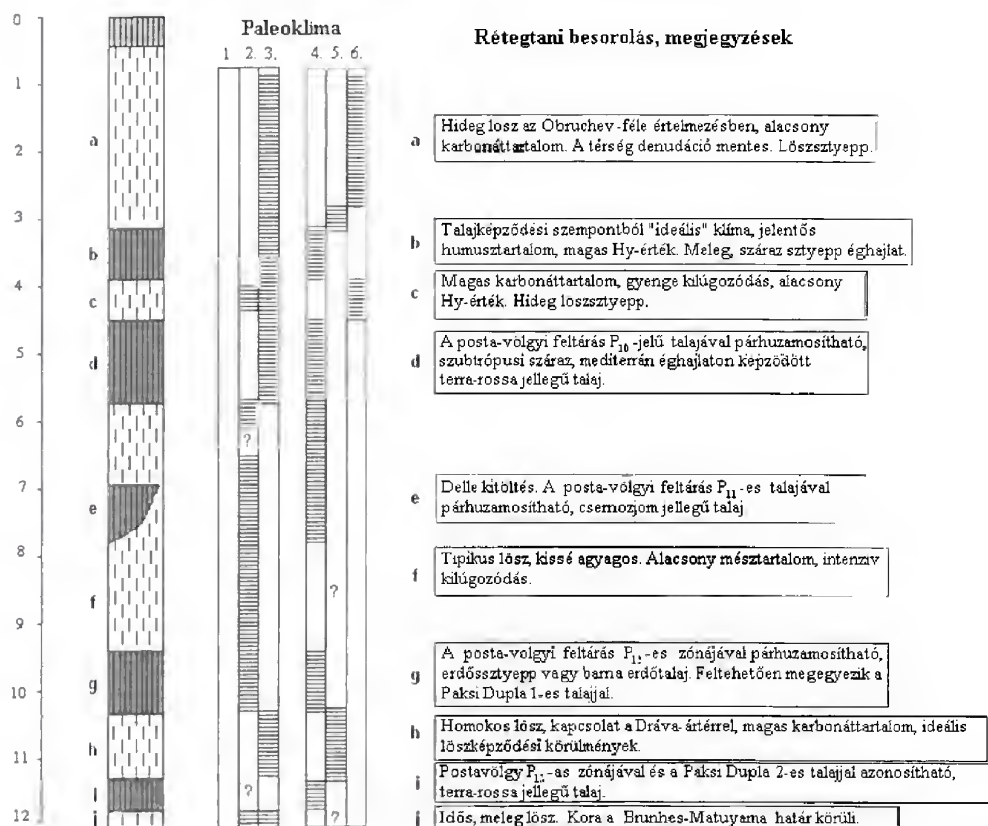 Paleoklima
Rétegtani besorolás, megjegyzések
1 2. 3. 4. 5. 6.
0
1
2
3
4
5
6
7
8
9
10
11
12
a
b
c
d
e
f
g
h
i
j
?
?
?
?
a
Hideg lösz az Obruchev-féle értelmezésben, alacsony
karbonáttartalom. A térség denudáció mentes. Löszsztyepp.
b
Talajképződési szempontból "ideális" klíma, jelentős
humusztartalom, magas Hy-érték. Meleg, száraz sztyepp éghajlat.
c
Magas karbonáttartalom, gyenge kilúgozódás, alacsony
Hy-érték. Hideg löszsztyepp.
d
A posta-völgyi feltárás P10-jelű talajával párhuzamosítható,
szubtrópusi száraz, mediterrán éghajlaton képződött
terra-rossa jellegű talaj.
e
Delle kitöltés. A posta-völgyi feltárás P11-es talajával
párhuzamosítható, csernozjom jellegű talaj
f
Tipikus lösz, kissé agyagos. Alacsony mésztartalom, intenzív
kilúgozódás.
g
A posta-völgyi feltárás -es zónájával párhuzamosítható,
erdőssztyepp vagy barna erdőtalaj. Feltehetően megegyezik a
Paksi Dupla 1-es talajjal.
h
Homokos lösz, kapcsolat a Dráva-ártérrel, magas karbonáttartalom, ideális
löszképződési körülmények.
i
Postavölgy -as zónájával és a Paksi Dupla 2-es talajjal azonosítható,
terra-rossa jellegű talaj.
j
Idős, meleg lösz. Kora a Brunhes-Matuyama határ körüli.